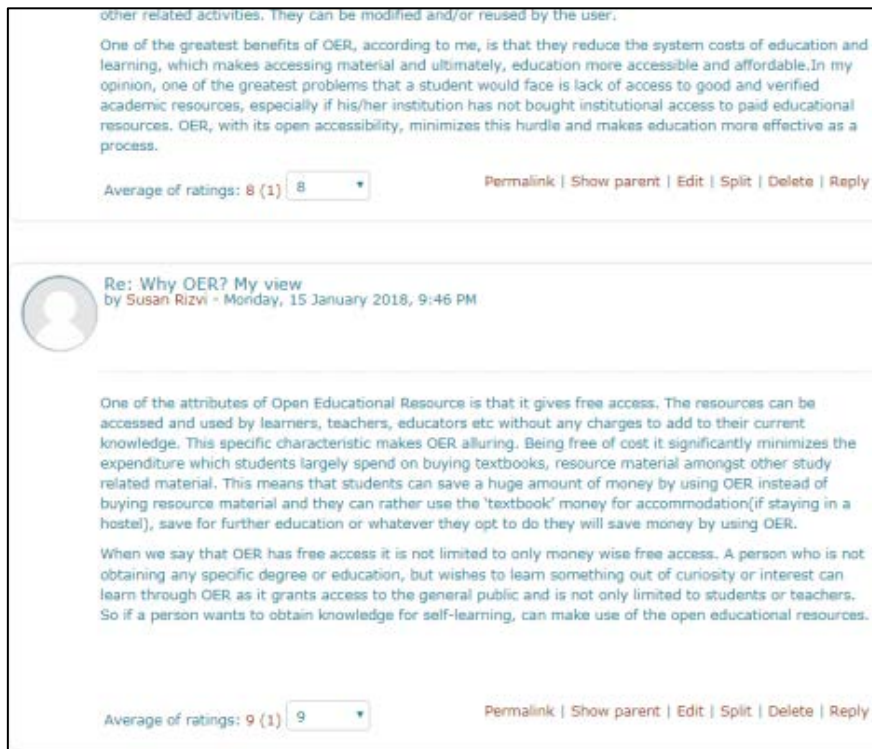 other related activities. They can be modified and/or reused by the user.
One of the greatest benefits of OER, according to me, is that they reduce the system costs of education and
learning, which makes accessing material and ultimately, education more accessible and affordable.In my
opinion, one of the greatest problems that a student would face is lack of access to good and verified
academic resources, especially if his/her institution has not bought institutional access to paid educational
resources. OER, with its open accessibility, minimizes this hurdle and makes education more effective as a
process.
Average of ratings: 8 (1) 8 Permalink | Show parent | Edit | Split | Delete | Reply
Re: Why OER? My view
by Susan Rizvi - Monday, 15 January 2018, 9:46 PM
One of the attributes of Open Educational Resource is that it gives free access. The resources can be
accessed and used by learners, teachers, educators etc without any charges to add to their current
knowledge. This specific characteristic makes OER alluring. Being free of cost it significantly minimizes the
expenditure which students largely spend on buying textbooks, resource material amongst other study
related material. This means that students can save a huge amount of money by using OER instead of
buying resource material and they can rather use the 'textbook' money for accommodation(if staying in a
hostel), save for further education or whatever they opt to do they will save money by using OER.
When we say that OER has free access it is not limited to only money wise free access. A person who is not
obtaining any specific degree or education, but wishes to learn something out of curiosity or interest can
learn through OER as it grants access to the general public and is not only limited to students or teachers.
So if a person wants to obtain knowledge for self-learning, can make use of the open educational resources.
Average of ratings: 9 (1) 9 Permalink | Show parent | Edit | Split | Delete | Reply